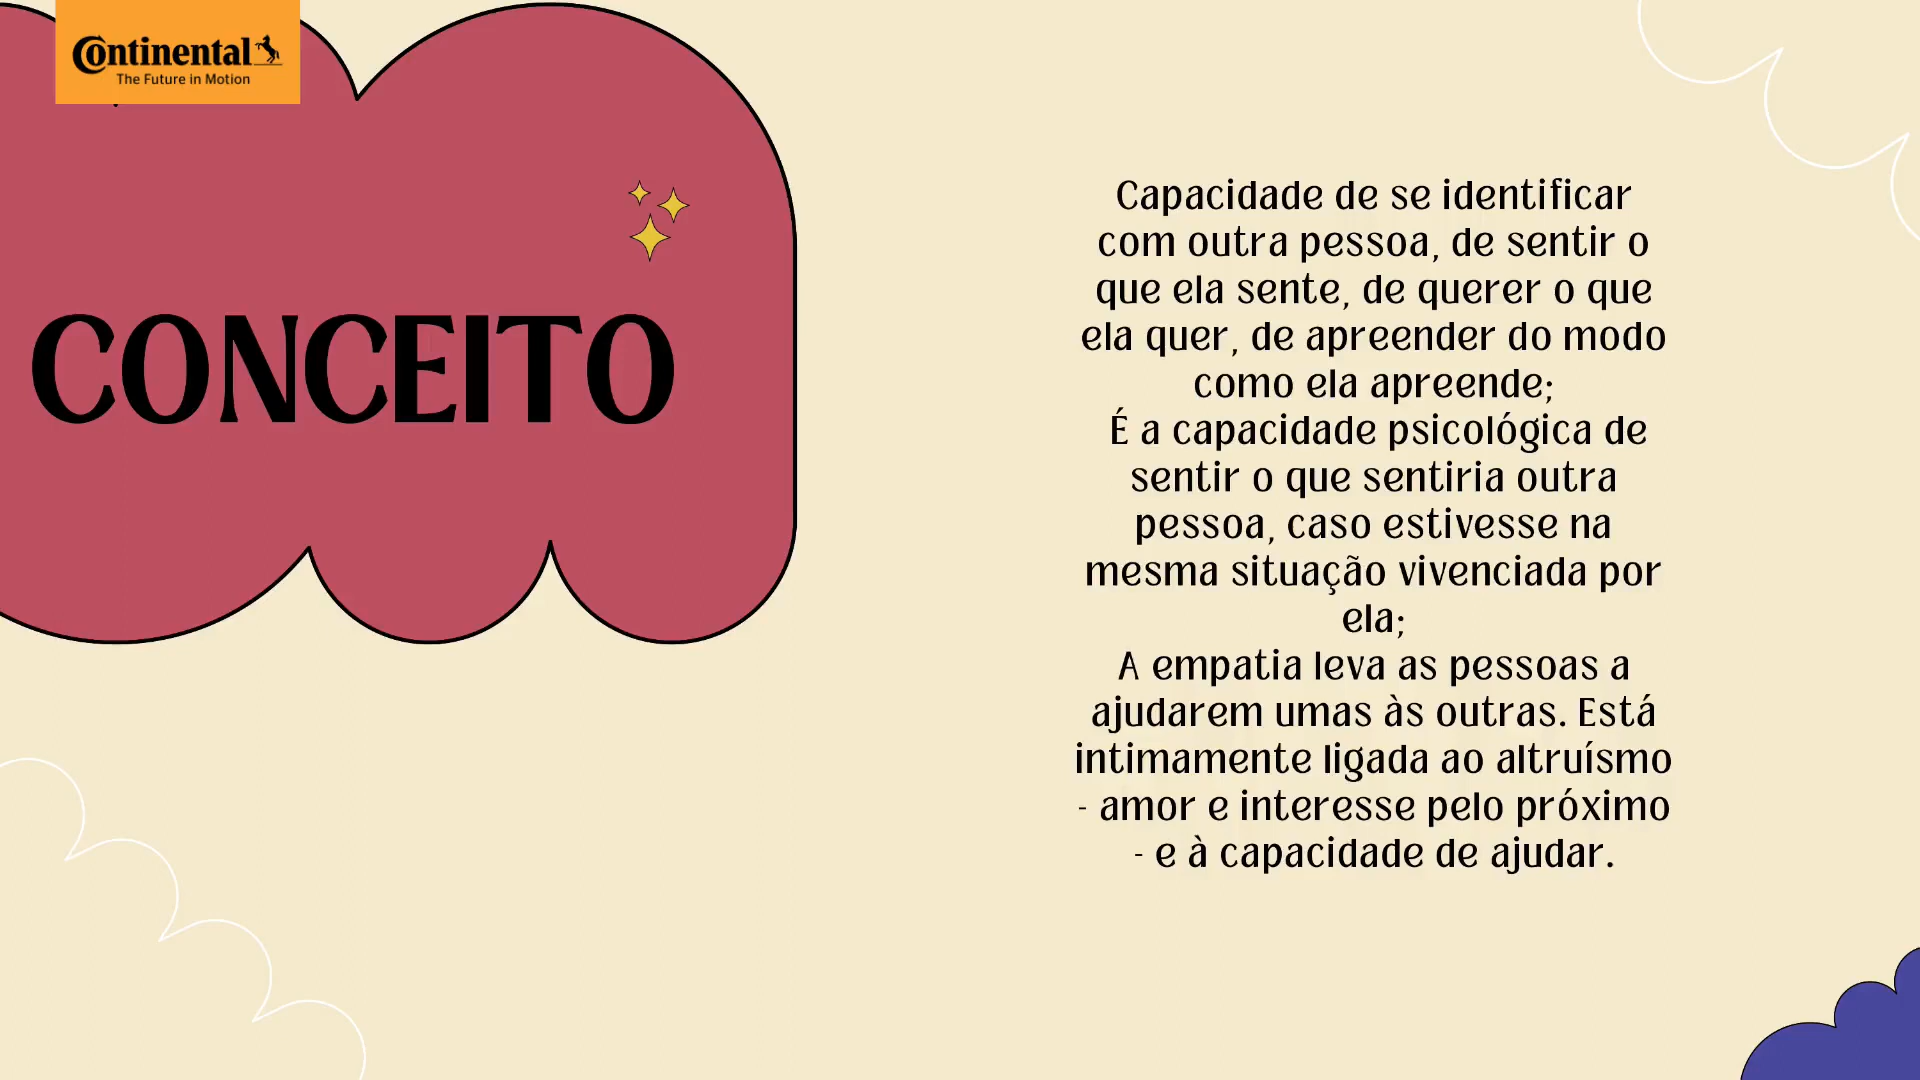 Continental
The Future in Motion
CONCEITO
Capacidade de se identificar
com outra pessoa, de sentir o
que ela sente, de querer o que
ela quer, de apreender do modo
como ela apreende;
É a capacidade psicológica de
sentir o que sentiria outra
pessoa, caso estivesse na
mesma situação vivenciada por
ela;
A empatia leva as pessoas a
ajudarem umas às outras. Está
intimamente ligada ao altruísmo
- amor e interesse pelo próximo
- e à capacidade de ajudar.